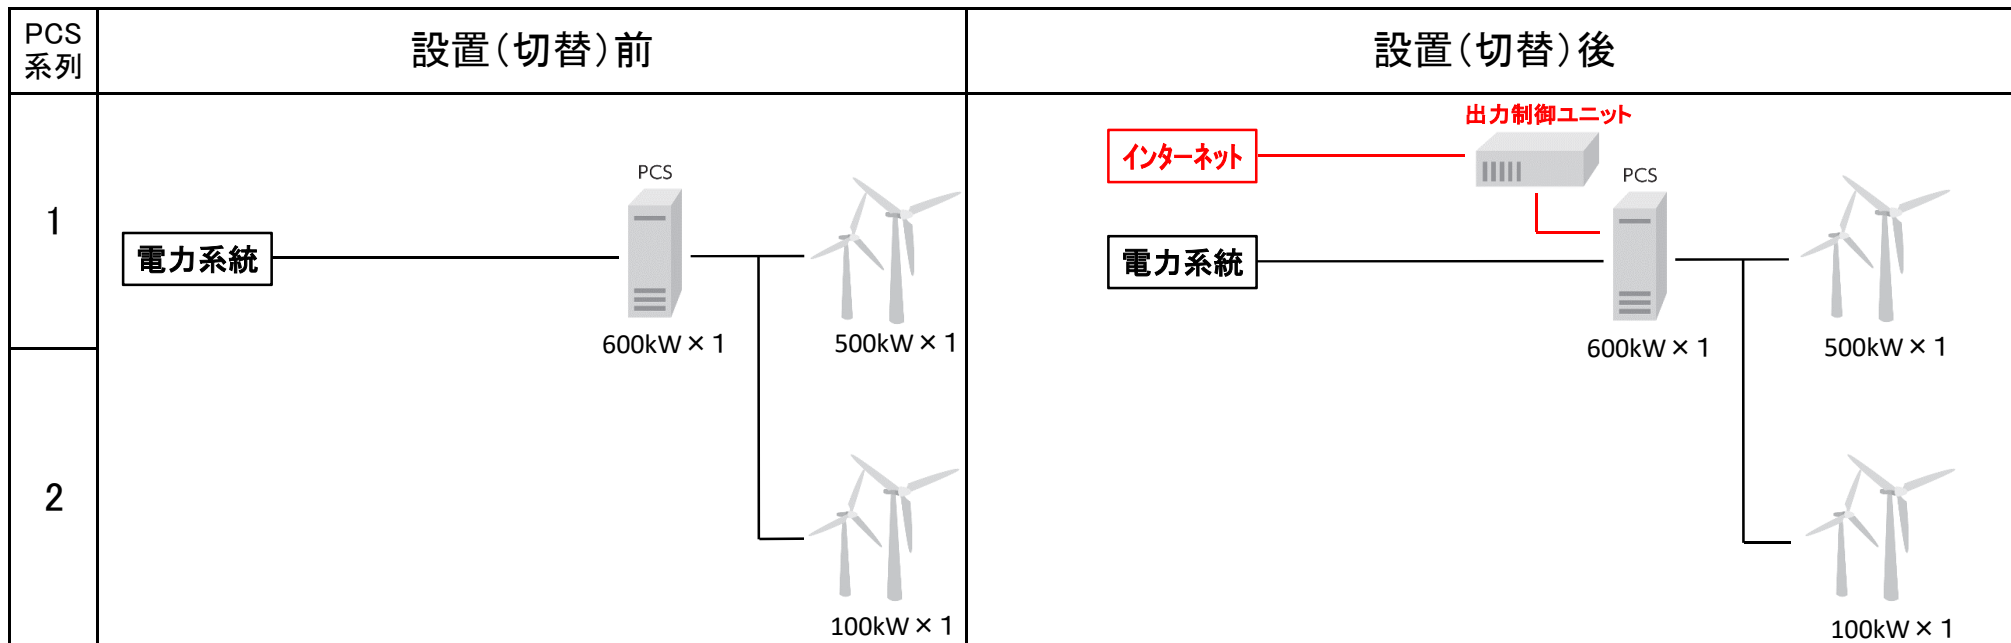 PCS
系列
設置(切替)前
設置(切替)後
1
PCS
電力系統
600kW×1
500kW×1
出力制御ユニット
インターネット
PCS
電力系統
600kW×1
500kW×1
2
100kW×1
100kW×1